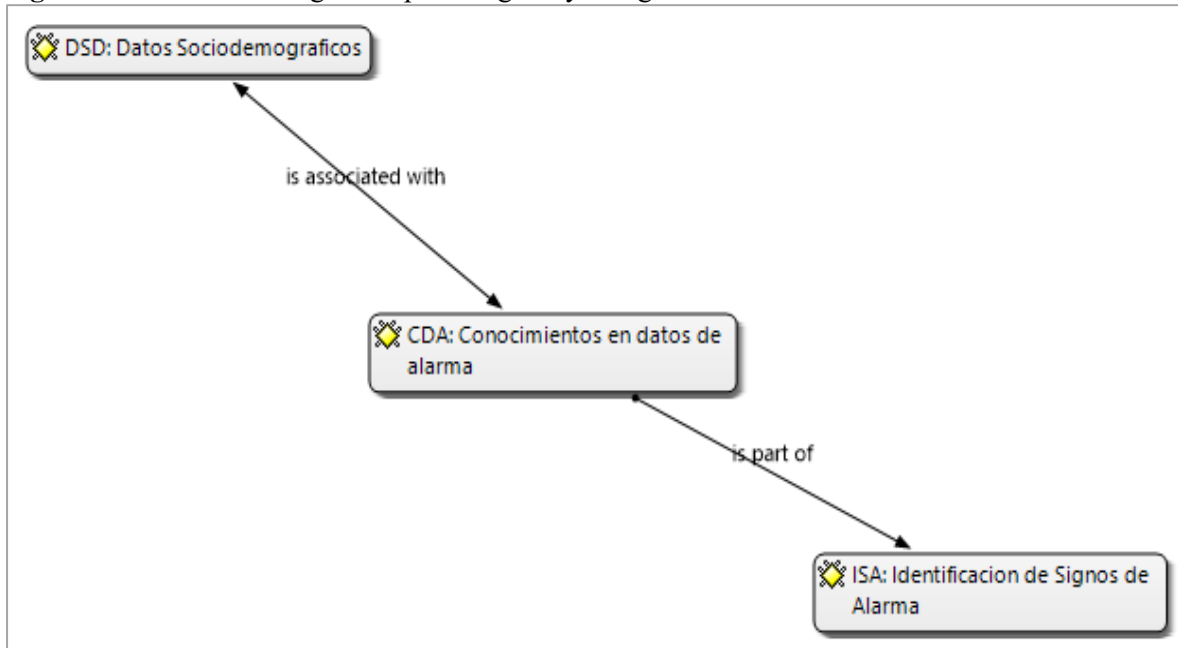 DSD: Datos Sociodemograficos
is associated with
CDA: Conocimientos en datos de
alarma
is part of
ISA: Identificacion de Signos de
Alarma